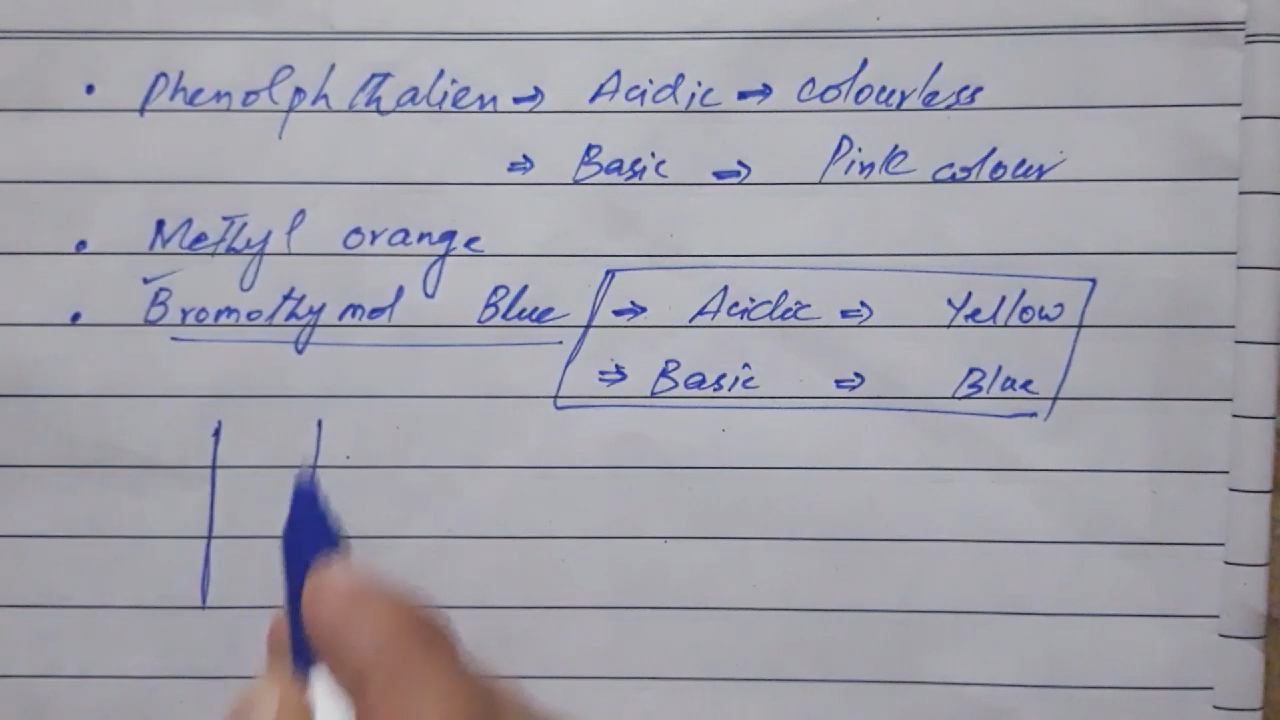 • Phenolphthalien → Acidic → colourless
⇒ Basic ⇒ Pink colour
• Methyl orange
• Bromothymol Blue ⇒ Acidic ⇒ Yellow
⇒ Basic ⇒ Blue